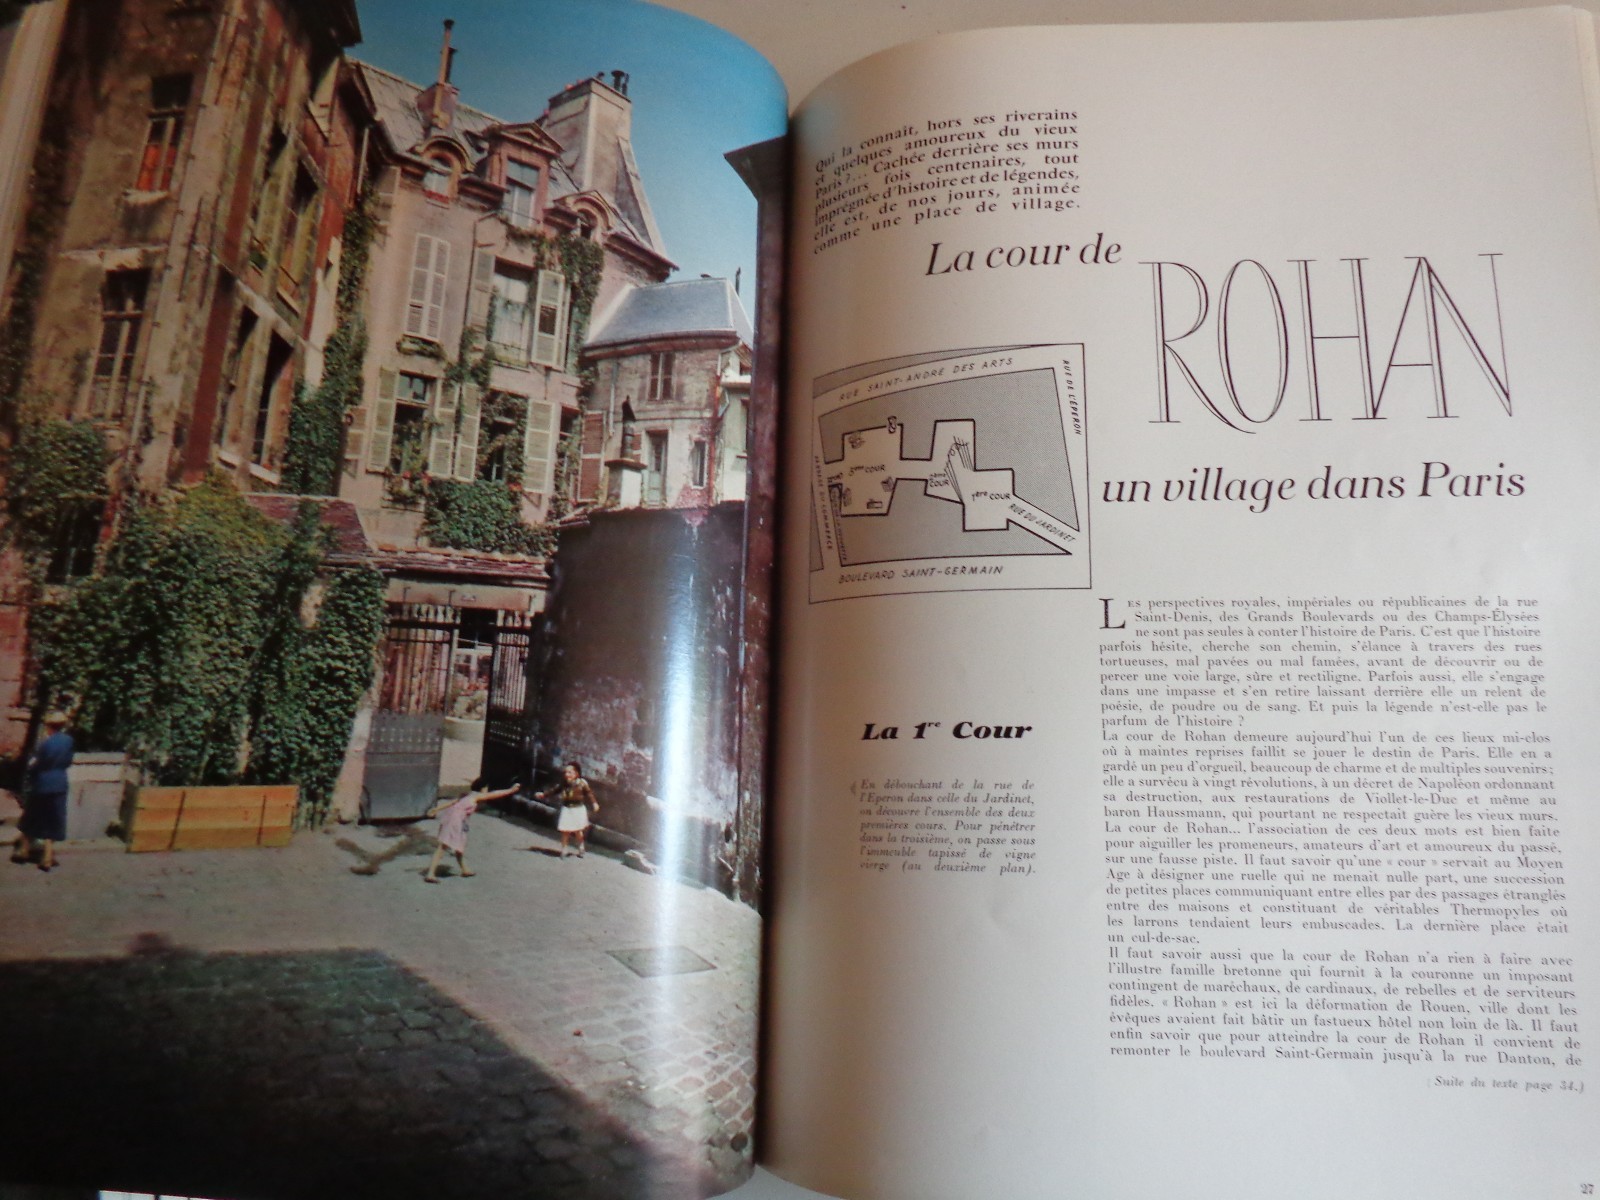 Qui la connaît, hors ses riverains
et quelques amoureux du vieux
Paris ?... Cachée derrière ses murs
plusieurs fois centenaires, tout
imprégnée d'histoire et de légendes,
elle est, de nos jours, animée
comme une place de village.
La cour de
ROHAN
un village dans Paris
RUE SAINT-ANDRÉ DES ARTS
RUE DE L'ÉPERON
3ème COUR
2ème
COUR
1ère COUR
RUE DU JARDINET
PASSAGE DU COMMERCE
BOULEVARD SAINT-GERMAIN
La 1re Cour
En débouchant de la rue de
l'Eperon dans celle du Jardinet,
on découvre l'ensemble des deux
premières cours. Pour pénétrer
dans la troisième, on passe sous
l'immeuble tapissé de vigne
vierge (au deuxième plan).
LES perspectives royales, impériales ou républicaines de la rue
Saint-Denis, des Grands Boulevards ou des Champs-Élysées
ne sont pas seules à conter l'histoire de Paris. C'est que l'histoire
parfois hésite, cherche son chemin, s'élance à travers des rues
tortueuses, mal pavées ou mal famées, avant de découvrir ou de
percer une voie large, sûre et rectiligne. Parfois aussi, elle s'engage
dans une impasse et s'en retire laissant derrière elle un relent de
poésie, de poudre ou de sang. Et puis la légende n'est-elle pas le
parfum de l'histoire ?
La cour de Rohan demeure aujourd'hui l'un de ces lieux mi-clos
où à maintes reprises faillit se jouer le destin de Paris. Elle en a
gardé un peu d'orgueil, beaucoup de charme et de multiples souvenirs;
elle a survécu à vingt révolutions, à un décret de Napoléon ordonnant
sa destruction, aux restaurations de Viollet-le-Duc et même au
baron Haussmann, qui pourtant ne respectait guère les vieux murs.
La cour de Rohan... l'association de ces deux mots est bien faite
pour aiguiller les promeneurs, amateurs d'art et amoureux du passé,
sur une fausse piste. Il faut savoir qu'une « cour » servait au Moyen
Age à désigner une ruelle qui ne menait nulle part, une succession
de petites places communiquant entre elles par des passages étranglés
entre des maisons et constituant de véritables Thermopyles où
les larrons tendaient leurs embuscades. La dernière place était
un cul-de-sac.
Il faut savoir aussi que la cour de Rohan n'a rien à faire avec
l'illustre famille bretonne qui fournit à la couronne un imposant
contingent de maréchaux, de cardinaux, de rebelles et de serviteurs
fidèles. « Rohan » est ici la déformation de Rouen, ville dont les
évêques avaient fait bâtir un fastueux hôtel non loin de là. Il faut
enfin savoir que pour atteindre la cour de Rohan il convient de
remonter le boulevard Saint-Germain jusqu'à la rue Danton, de
(Suite du texte page 34.)
27